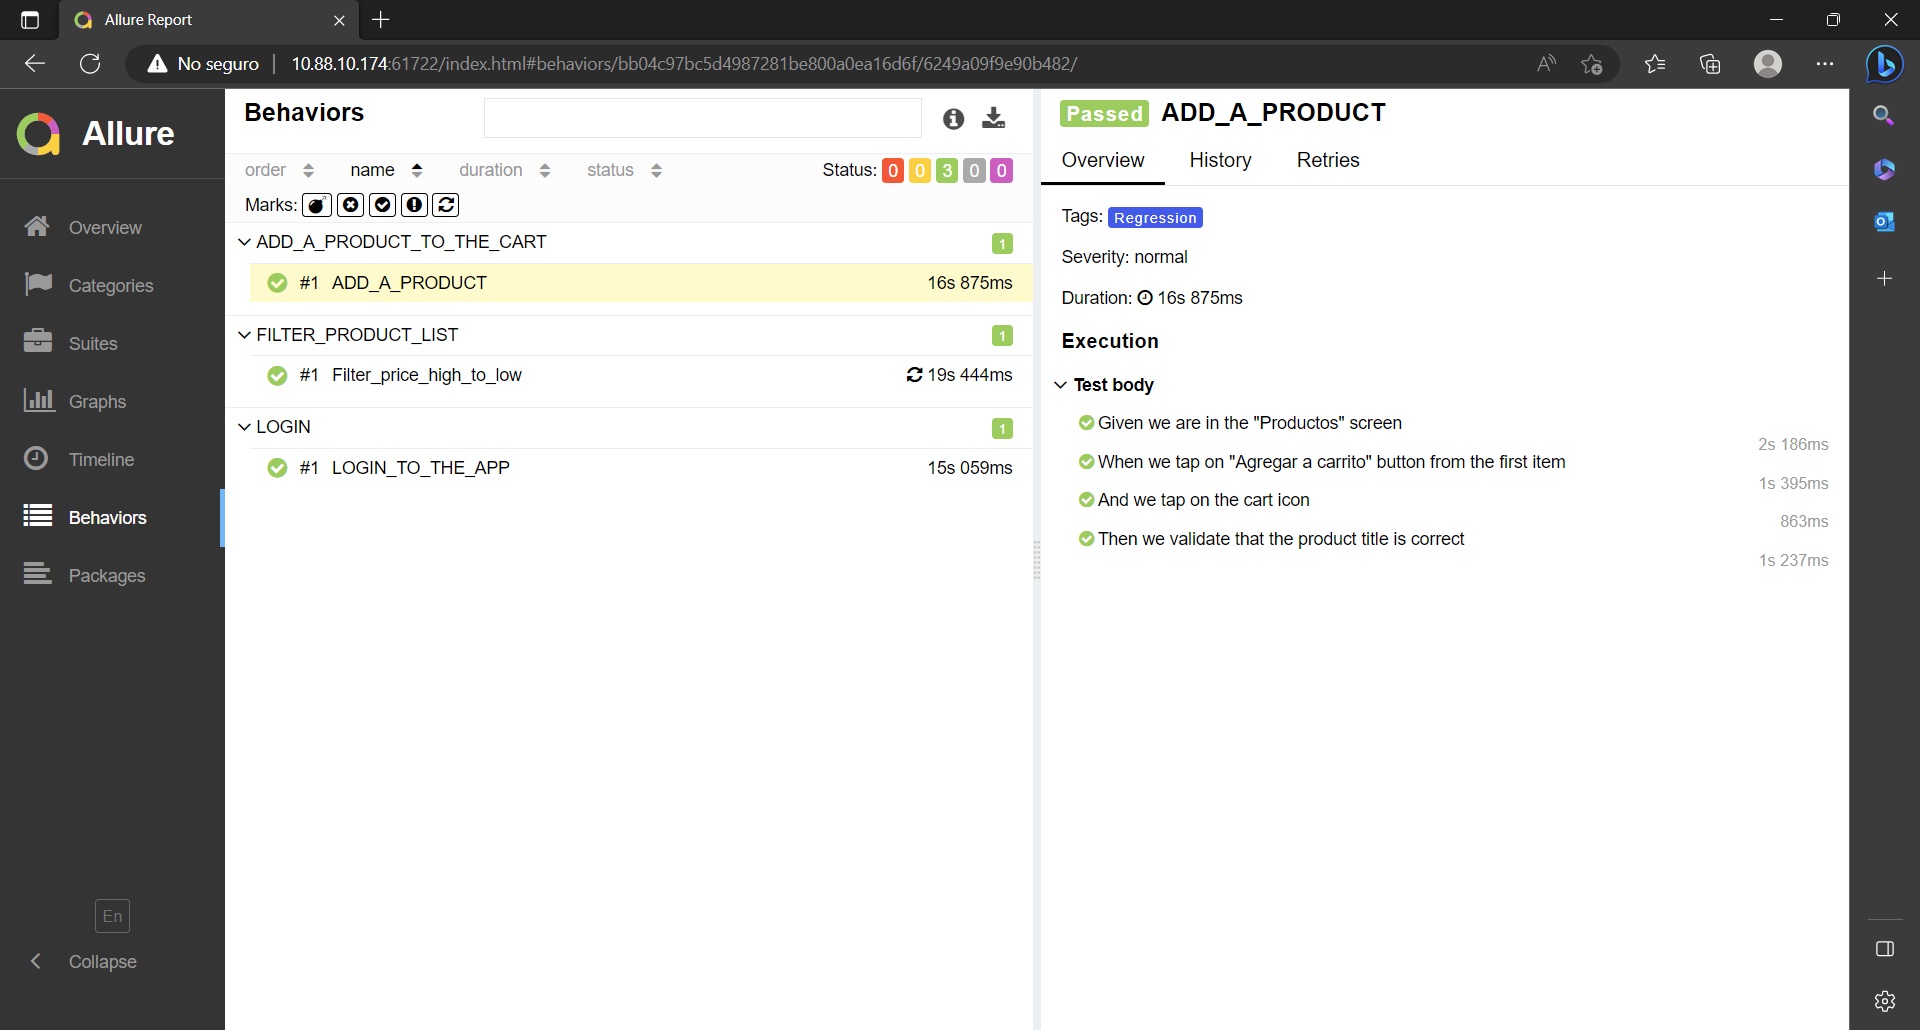 Allure Report
No seguro
10.88.10.174:61722/index.html#behaviors/bb04c97bc5d4987281be800a0ea16d6f/6249a09f9e90b482/
Allure
Overview
Categories
Suites
Graphs
Timeline
Behaviors
Packages
En
Collapse
Behaviors
order name duration status Status: 0 0 3 0 0
Marks:
ADD_A_PRODUCT_TO_THE_CART 1
#1 ADD_A_PRODUCT 16s 875ms
FILTER_PRODUCT_LIST 1
#1 Filter_price_high_to_low 19s 444ms
LOGIN 1
#1 LOGIN_TO_THE_APP 15s 059ms
Passed ADD_A_PRODUCT
Overview History Retries
Tags: Regression
Severity: normal
Duration: 16s 875ms
Execution
Test body
Given we are in the "Productos" screen
2s 186ms
When we tap on "Agregar a carrito" button from the first item
1s 395ms
And we tap on the cart icon
863ms
Then we validate that the product title is correct
1s 237ms